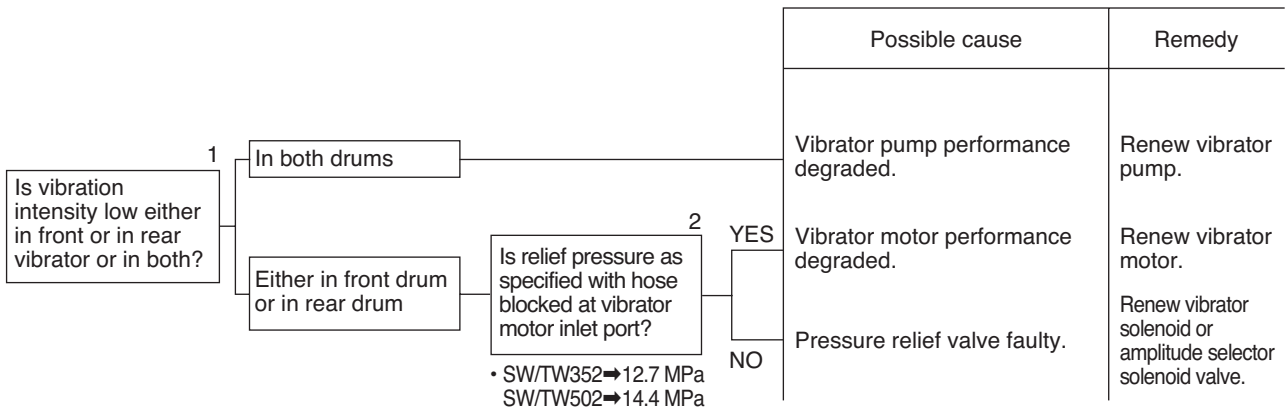 Possible cause
Remedy
1
In both drums
Vibrator pump performance
degraded.
Renew vibrator
pump.
Is vibration
intensity low either
in front or in rear
vibrator or in both?
Either in front drum
or in rear drum
2
Is relief pressure as
specified with hose
blocked at vibrator
motor inlet port?
• SW/TW352➡12.7 MPa
SW/TW502➡14.4 MPa
YES
Vibrator motor performance
degraded.
Renew vibrator
motor.
NO
Pressure relief valve faulty.
Renew vibrator
solenoid or
amplitude selector
solenoid valve.